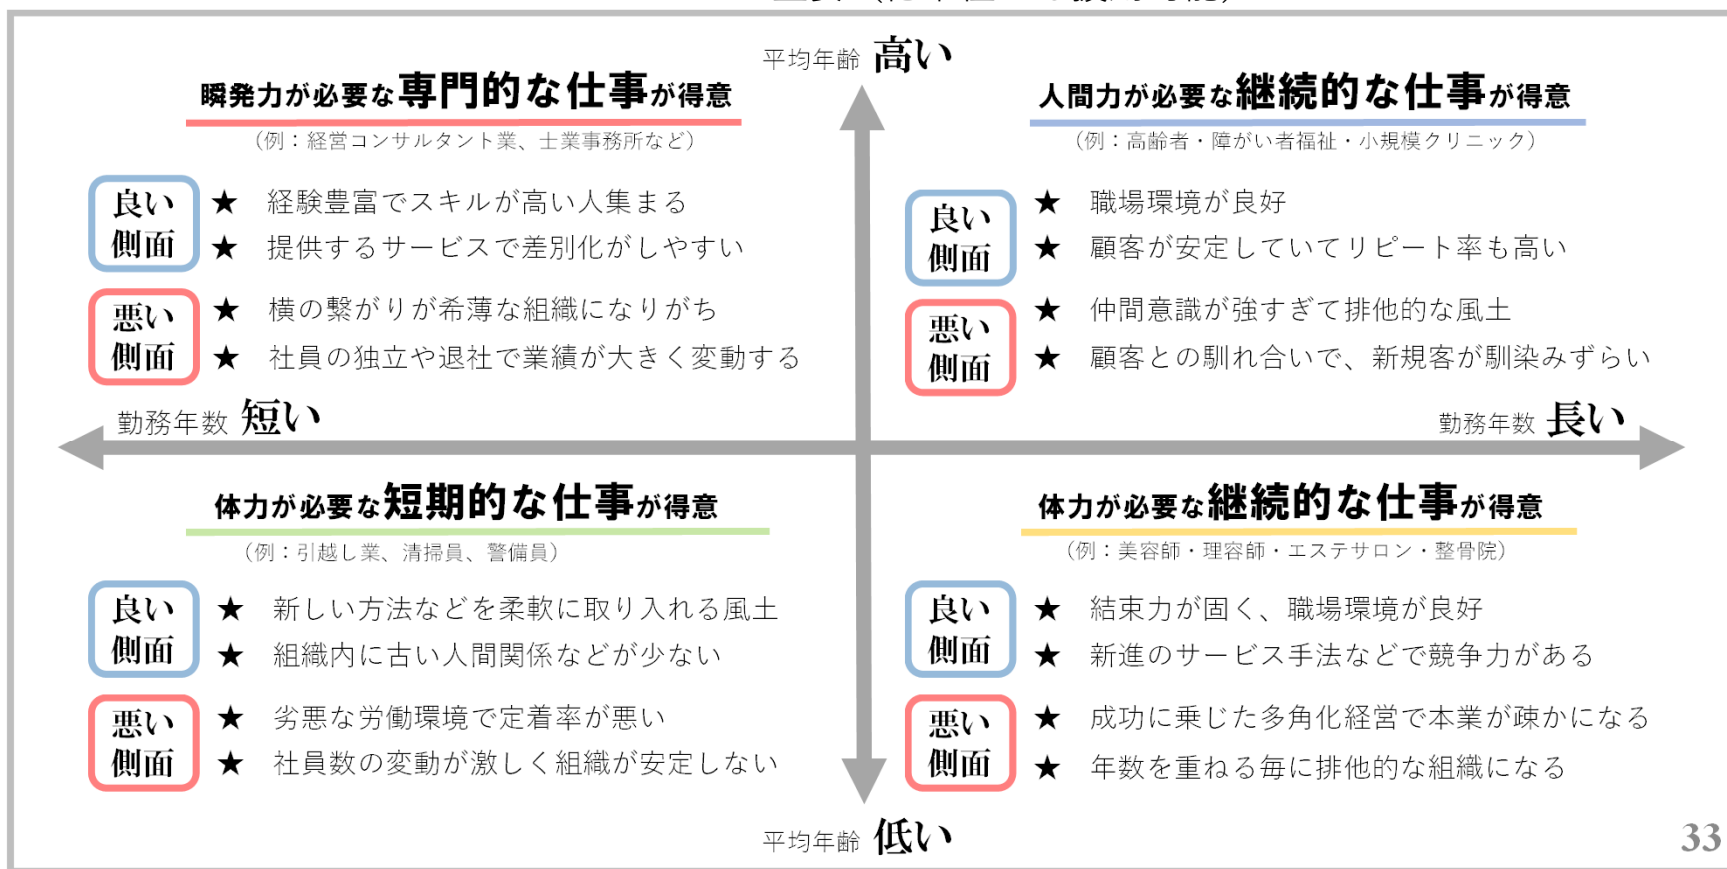 平均年齢 高い
瞬発力が必要な専門的な仕事が得意
(例：経営コンサルタント業、士業事務所など)
良い
側面
★ 経験豊富でスキルが高い人集まる
★ 提供するサービスで差別化がしやすい
悪い
側面
★ 横の繋がりが希薄な組織になりがち
★ 社員の独立や退社で業績が大きく変動する
人間力が必要な継続的な仕事が得意
(例：高齢者・障がい者福祉・小規模クリニック)
良い
側面
★ 職場環境が良好
★ 顧客が安定していてリピート率も高い
悪い
側面
★ 仲間意識が強すぎて排他的な風土
★ 顧客との馴れ合いで、新規客が馴染みずらい
勤務年数 短い
勤務年数 長い
体力が必要な短期的な仕事が得意
(例：引越し業、清掃員、警備員)
良い
側面
★ 新しい方法などを柔軟に取り入れる風土
★ 組織内に古い人間関係などが少ない
悪い
側面
★ 劣悪な労働環境で定着率が悪い
★ 社員数の変動が激しく組織が安定しない
体力が必要な継続的な仕事が得意
(例：美容師・理容師・エステサロン・整骨院)
良い
側面
★ 結束力が固く、職場環境が良好
★ 新進のサービス手法などで競争力がある
悪い
側面
★ 成功に乗じた多角化経営で本業が疎かになる
★ 年数を重ねる毎に排他的な組織になる
平均年齢 低い
33